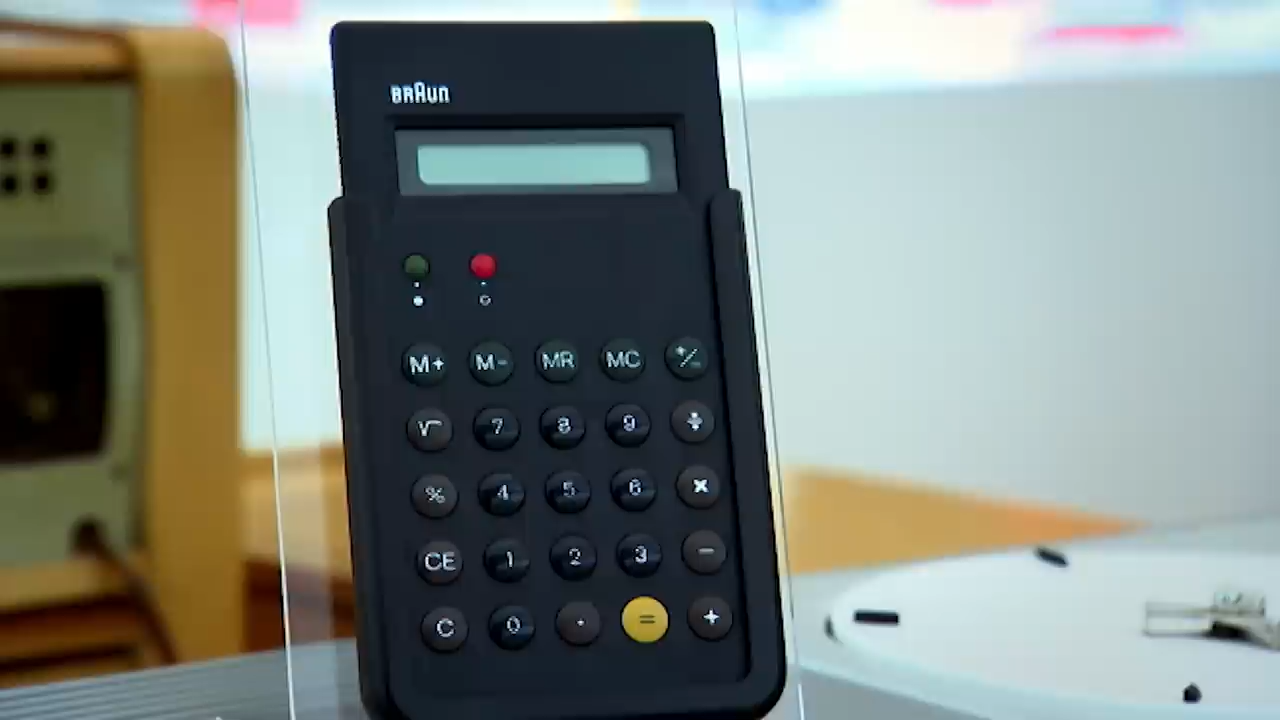 BRAUN
M+ M- MR MC +/-
√ 7 8 9 ÷
% 4 5 6 ×
CE 1 2 3 −
C 0 . = +